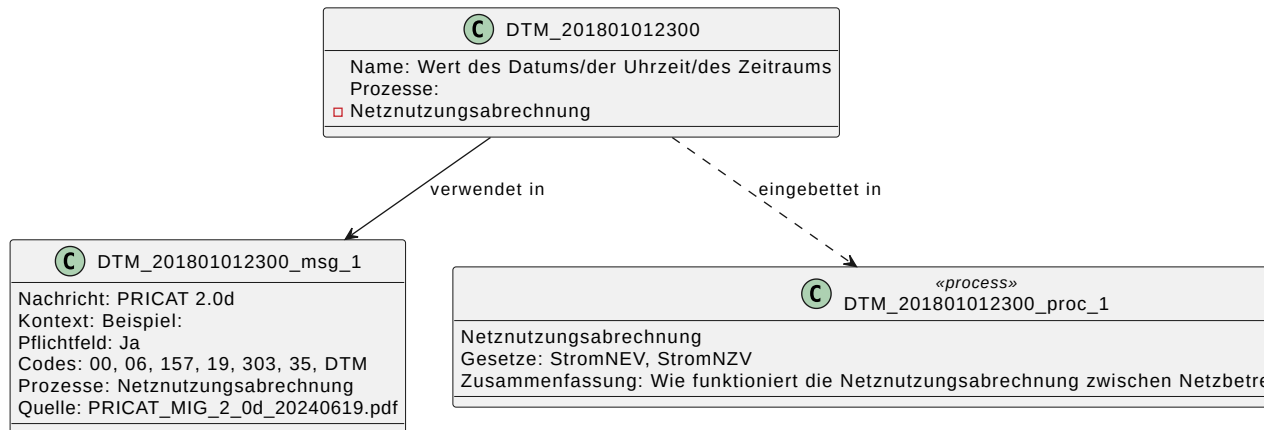 C DTM_201801012300
Name: Wert des Datums/der Uhrzeit/des Zeitraums
Prozesse:
Netznutzungsabrechnung
verwendet in
eingebettet in
C DTM_201801012300_msg_1
Nachricht: PRICAT 2.0d
Kontext: Beispiel:
Pflichtfeld: Ja
Codes: 00, 06, 157, 19, 303, 35, DTM
Prozesse: Netznutzungsabrechnung
Quelle: PRICAT_MIG_2_0d_20240619.pdf
C «process»
DTM_201801012300_proc_1
Netznutzungsabrechnung
Gesetze: StromNEV, StromNZV
Zusammenfassung: Wie funktioniert die Netznutzungsabrechnung zwischen Netzbetre